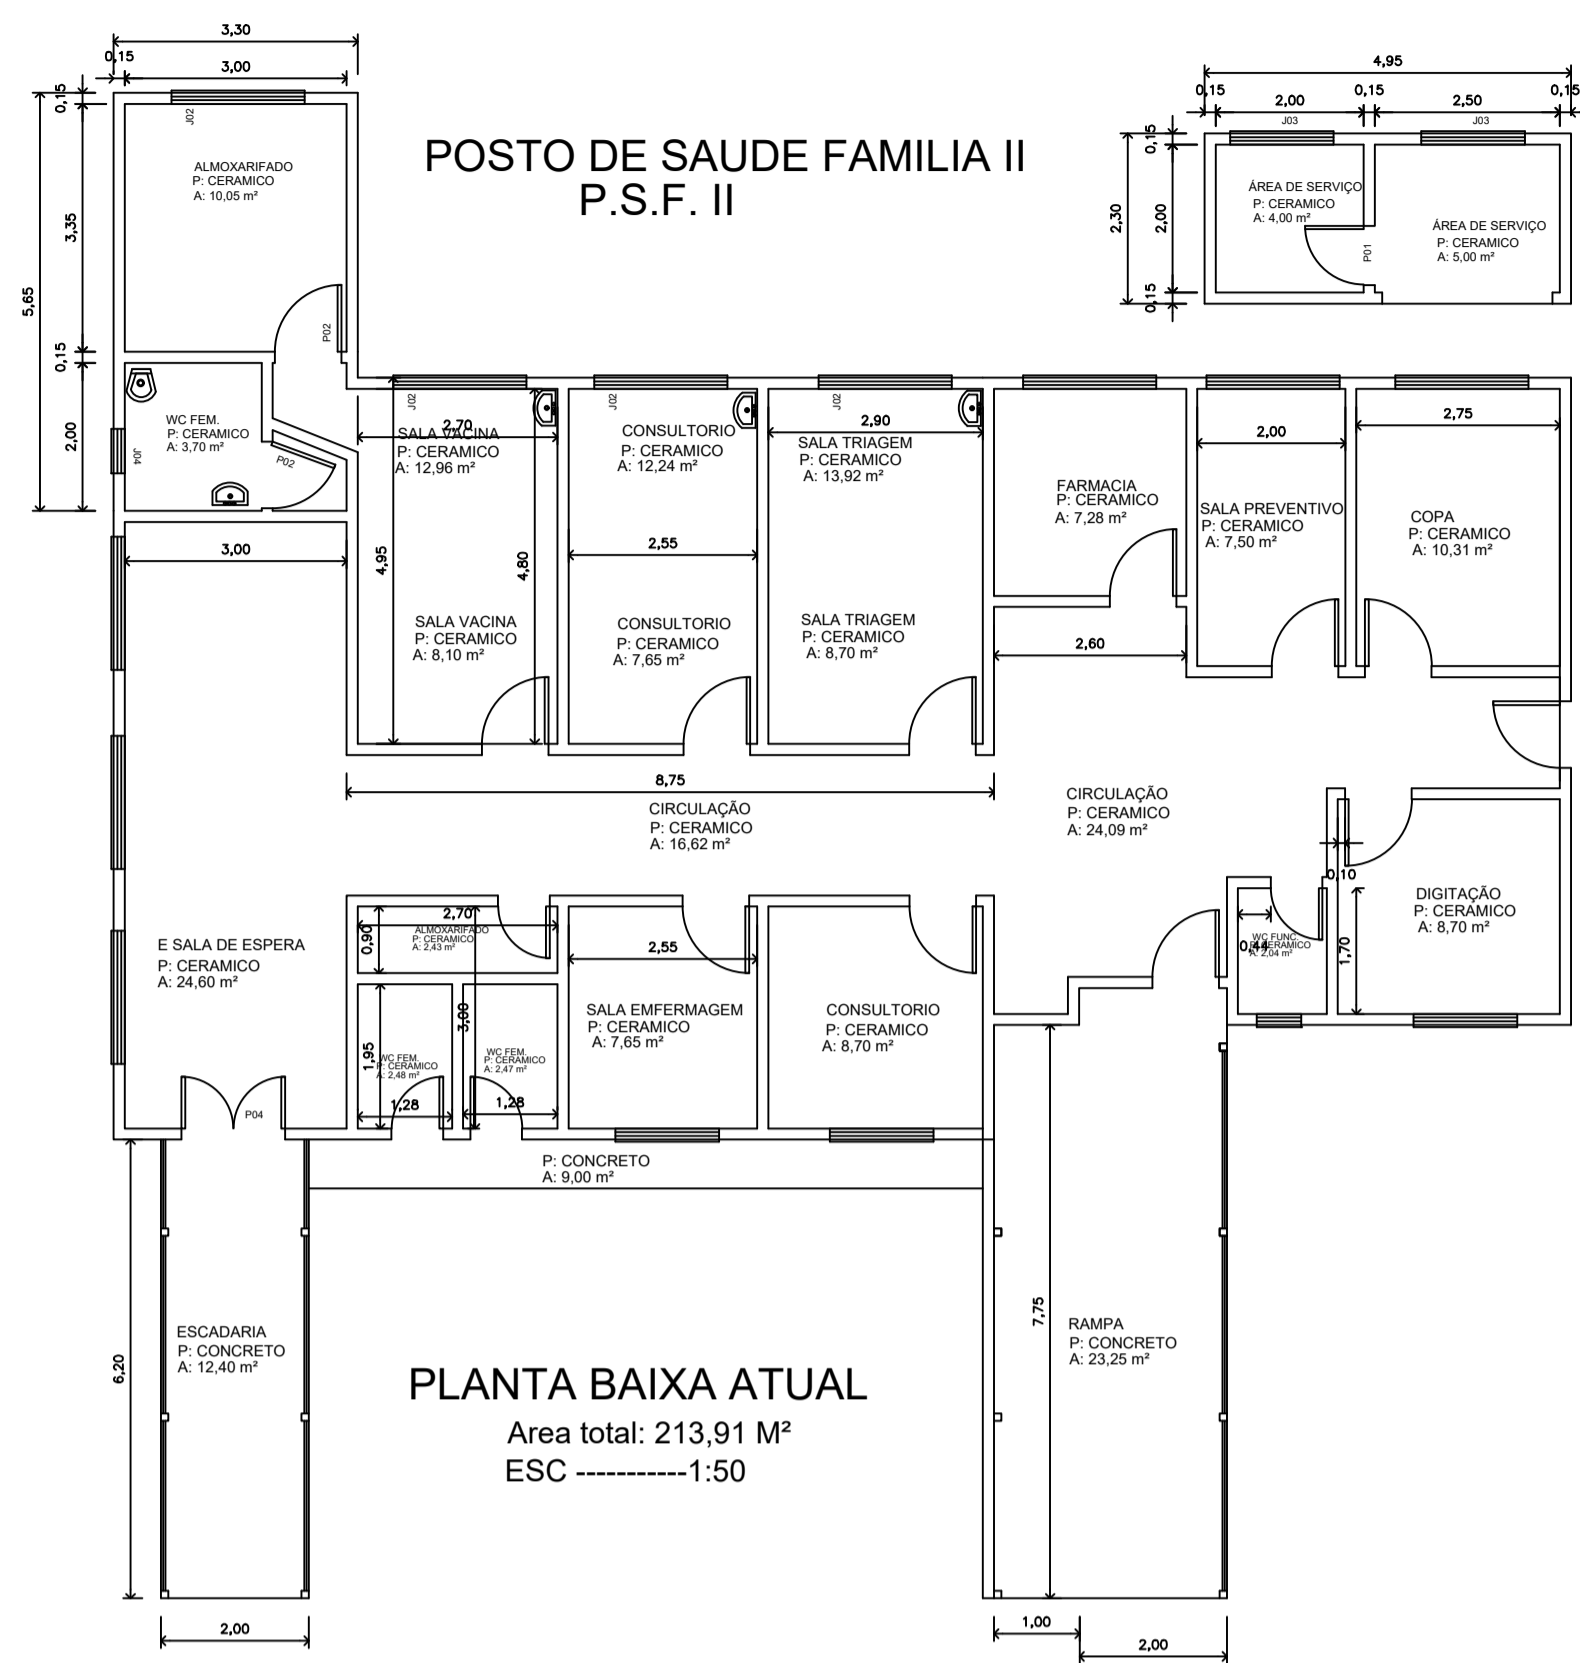 3,30
0,15
3,00
4,95
0,15
2,00
0,15
2,50
0,15
J03
J03
0,15
J02
POSTO DE SAUDE FAMILIA II
P.S.F. II
ALMOXARIFADO
P: CERAMICO
A: 10,05 m²
3,35
5,65
0,15
2,30
2,00
0,15
ÁREA DE SERVIÇO
P: CERAMICO
A: 4,00 m²
P01
ÁREA DE SERVIÇO
P: CERAMICO
A: 5,00 m²
0,15
P02
WC FEM.
P: CERAMICO
A: 3,70 m²
2,00
J04
P02
J02
2,70
SALA VACINA
P: CERAMICO
A: 12,96 m²
J02
CONSULTORIO
P: CERAMICO
A: 12,24 m²
J02
2,90
SALA TRIAGEM
P: CERAMICO
A: 13,92 m²
FARMACIA
P: CERAMICO
A: 7,28 m²
2,00
SALA PREVENTIVO
P: CERAMICO
A: 7,50 m²
2,75
COPA
P: CERAMICO
A: 10,31 m²
3,00
4,95
4,80
2,55
SALA VACINA
P: CERAMICO
A: 8,10 m²
CONSULTORIO
P: CERAMICO
A: 7,65 m²
SALA TRIAGEM
P: CERAMICO
A: 8,70 m²
2,60
8,75
CIRCULAÇÃO
P: CERAMICO
A: 16,62 m²
CIRCULAÇÃO
P: CERAMICO
A: 24,09 m²
0,10
DIGITAÇÃO
P: CERAMICO
A: 8,70 m²
E SALA DE ESPERA
P: CERAMICO
A: 24,60 m²
2,70
0,90
ALMOXARIFADO
P: CERAMICO
A: 2,43 m²
2,55
0,44
WC FUNC.
P: CERAMICO
A: 2,04 m²
1,70
3,00
1,95
WC FEM.
P: CERAMICO
A: 2,48 m²
1,28
WC FEM.
P: CERAMICO
A: 2,47 m²
1,28
SALA EMFERMAGEM
P: CERAMICO
A: 7,65 m²
CONSULTORIO
P: CERAMICO
A: 8,70 m²
P04
P: CONCRETO
A: 9,00 m²
6,20
ESCADARIA
P: CONCRETO
A: 12,40 m²
7,75
RAMPA
P: CONCRETO
A: 23,25 m²
PLANTA BAIXA ATUAL
Area total: 213,91 M²
ESC -----------1:50
2,00
1,00
2,00